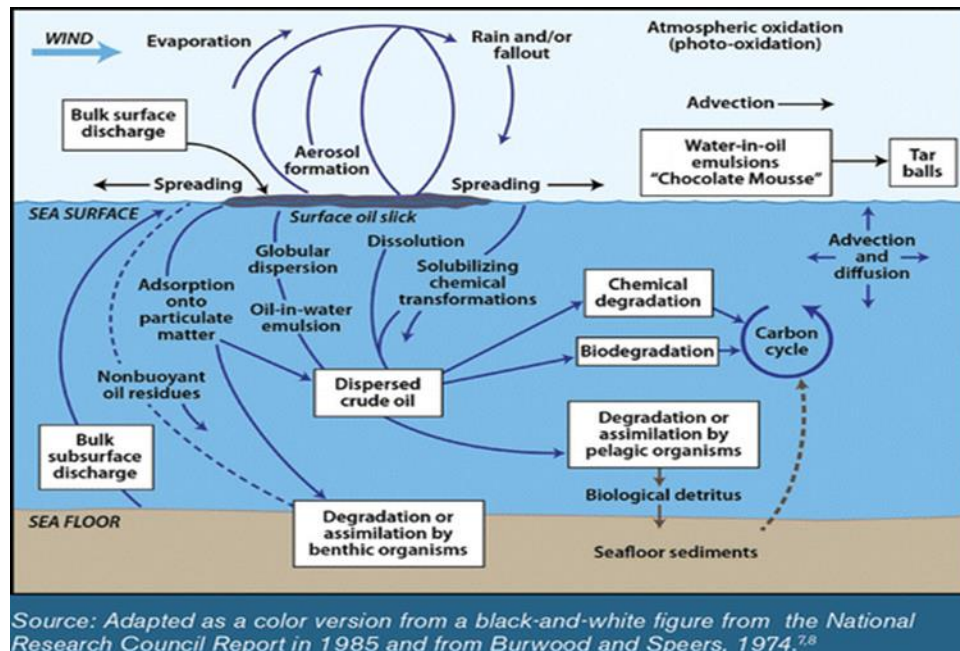 WIND
Evaporation
Rain and/or
fallout
Atmospheric oxidation
(photo-oxidation)
Bulk surface
discharge
Aerosol
formation
Advection
Water-in-oil
emulsions
"Chocolate Mousse"
Tar
balls
Spreading
Spreading
SEA SURFACE
Surface oil slick
Adsorption
onto
particulate
matter
Globular
dispersion
Oil-in-water
emulsion
Dissolution
Solubilizing
chemical
transformations
Advection
and
diffusion
Chemical
degradation
Biodegradation
Carbon
cycle
Nonbuoyant
oil residues
Dispersed
crude oil
Bulk
subsurface
discharge
Degradation or
assimilation by
pelagic organisms
Biological detritus
SEA FLOOR
Degradation or
assimilation by
benthic organisms
Seafloor sediments
Source: Adapted as a color version from a black-and-white figure from the National
Research Council Report in 1985 and from Burwood and Speers, 1974.7,8